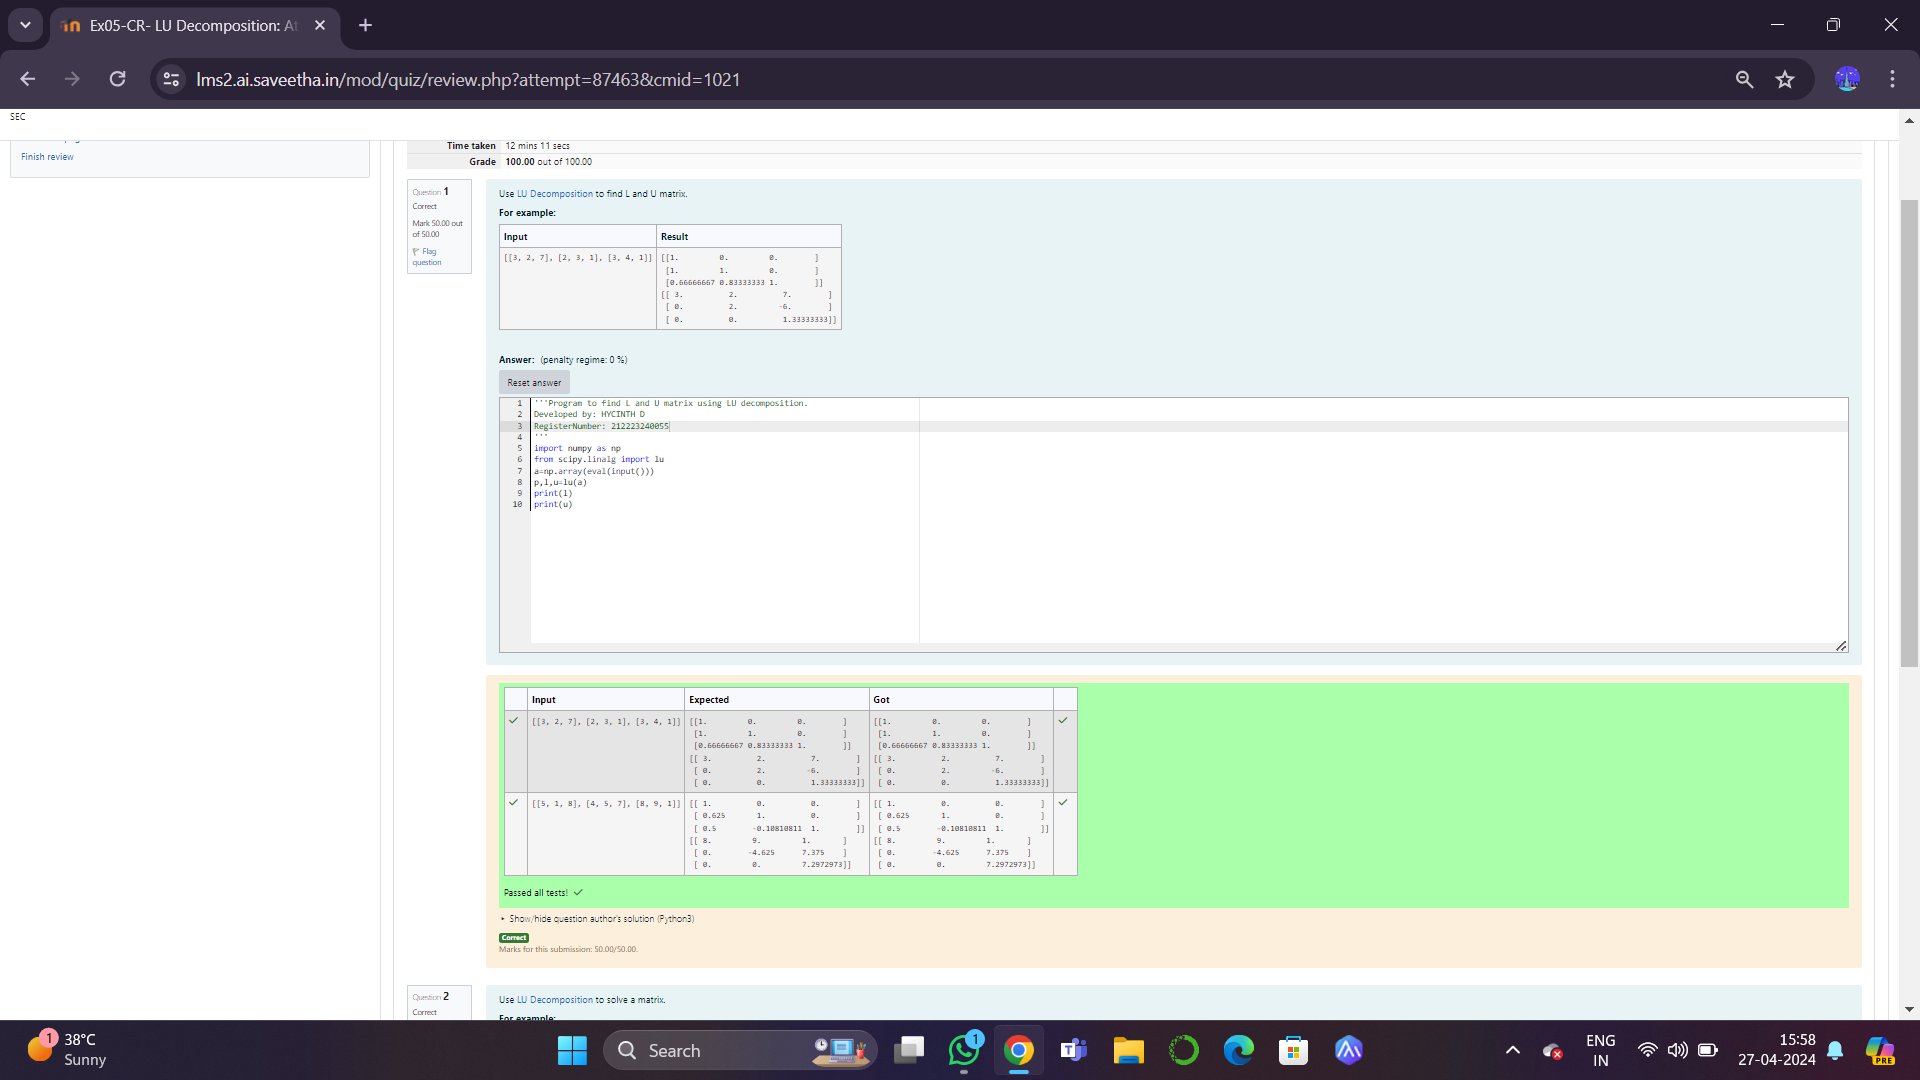 Ex05-CR- LU Decomposition: At
lms2.ai.saveetha.in/mod/quiz/review.php?attempt=87463&cmid=1021
SEC
Finish review
Time taken 12 mins 11 secs
Grade 100.00 out of 100.00
Question 1
Correct
Mark 50.00 out
of 50.00
Flag
question
Use LU Decomposition to find L and U matrix.
For example:
Input Result
[[3, 2, 7], [2, 3, 1], [3, 4, 1]] [[1. 0. 0. ]
[1. 1. 0. ]
[0.66666667 0.83333333 1. ]]
[[ 3. 2. 7. ]
[ 0. 2. -6. ]
[ 0. 0. 1.33333333]]
Answer: (penalty regime: 0 %)
Reset answer
1 '''Program to find L and U matrix using LU decomposition.
2 Developed by: HYCINTH D
3 RegisterNumber: 212223240055
4 '''
5 import numpy as np
6 from scipy.linalg import lu
7 a=np.array(eval(input()))
8 p,l,u=lu(a)
9 print(l)
10 print(u)
Input Expected Got
[[3, 2, 7], [2, 3, 1], [3, 4, 1]] [[1. 0. 0. ] [[1. 0. 0. ]
[1. 1. 0. ] [1. 1. 0. ]
[0.66666667 0.83333333 1. ]] [0.66666667 0.83333333 1. ]]
[[ 3. 2. 7. ] [[ 3. 2. 7. ]
[ 0. 2. -6. ] [ 0. 2. -6. ]
[ 0. 0. 1.33333333]] [ 0. 0. 1.33333333]]
[[5, 1, 8], [4, 5, 7], [8, 9, 1]] [[ 1. 0. 0. ] [[ 1. 0. 0. ]
[ 0.625 1. 0. ] [ 0.625 1. 0. ]
[ 0.5 -0.10810811 1. ]] [ 0.5 -0.10810811 1. ]]
[[ 8. 9. 1. ] [[ 8. 9. 1. ]
[ 0. -4.625 7.375 ] [ 0. -4.625 7.375 ]
[ 0. 0. 7.2972973]] [ 0. 0. 7.2972973]]
Passed all tests!
Show/hide question author's solution (Python3)
Correct
Marks for this submission: 50.00/50.00.
Question 2
Correct
Use LU Decomposition to solve a matrix.
For example:
1
38°C
Sunny
Search
1
PRE
ENG
IN
15:58
27-04-2024